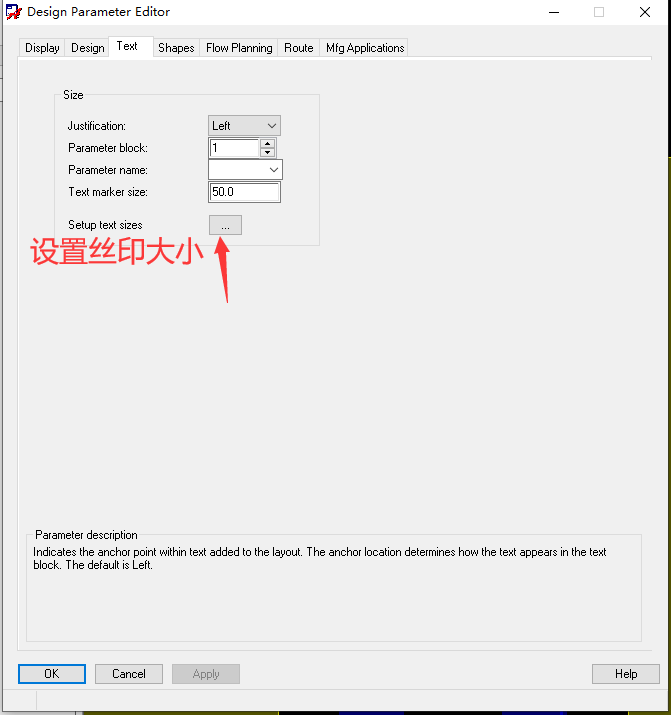 Design Parameter Editor
Display Design Text Shapes Flow Planning Route Mfg Applications
Size
Justification: Left
Parameter block: 1
Parameter name:
Text marker size: 50.0
Setup text sizes ...
设置丝印大小
Parameter description
Indicates the anchor point within text added to the layout. The anchor location determines how the text appears in the text
block. The default is Left.
OK Cancel Apply Help